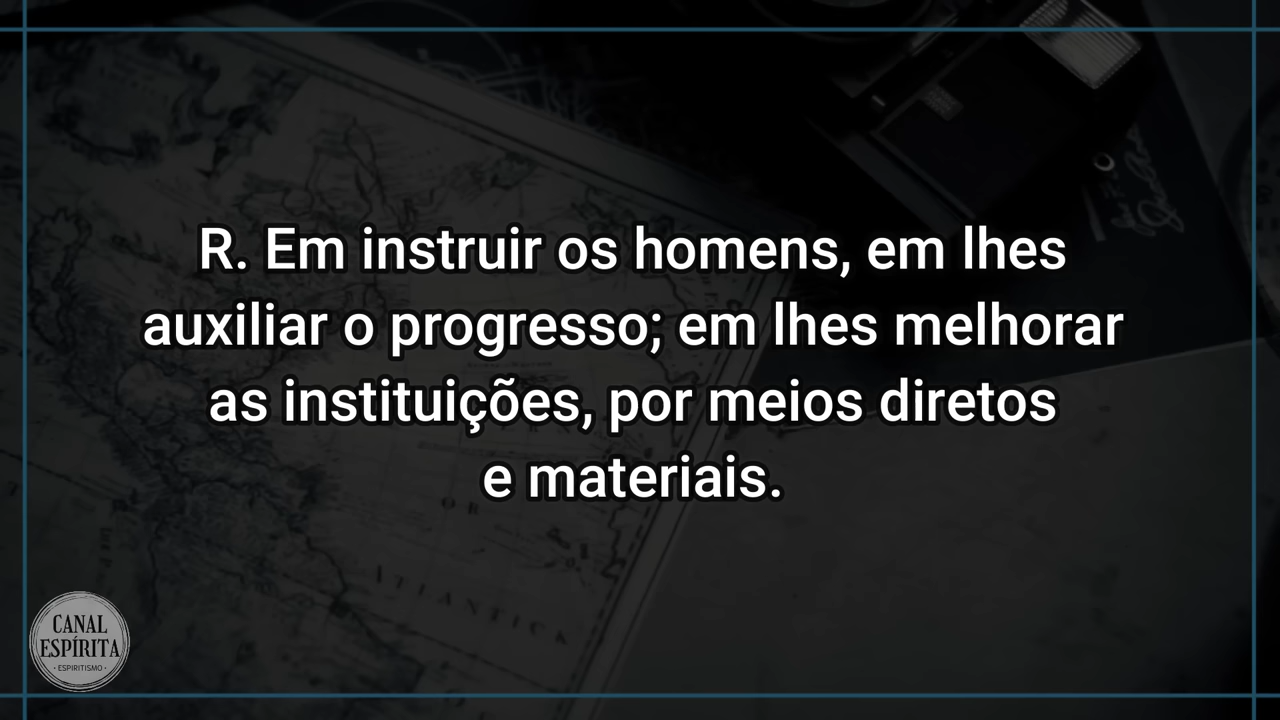 R. Em instruir os homens, em lhes
auxiliar o progresso; em lhes melhorar
as instituições, por meios diretos
e materiais.
ATLANTICK
CANAL
ESPÍRITA
· ESPIRITISMO ·